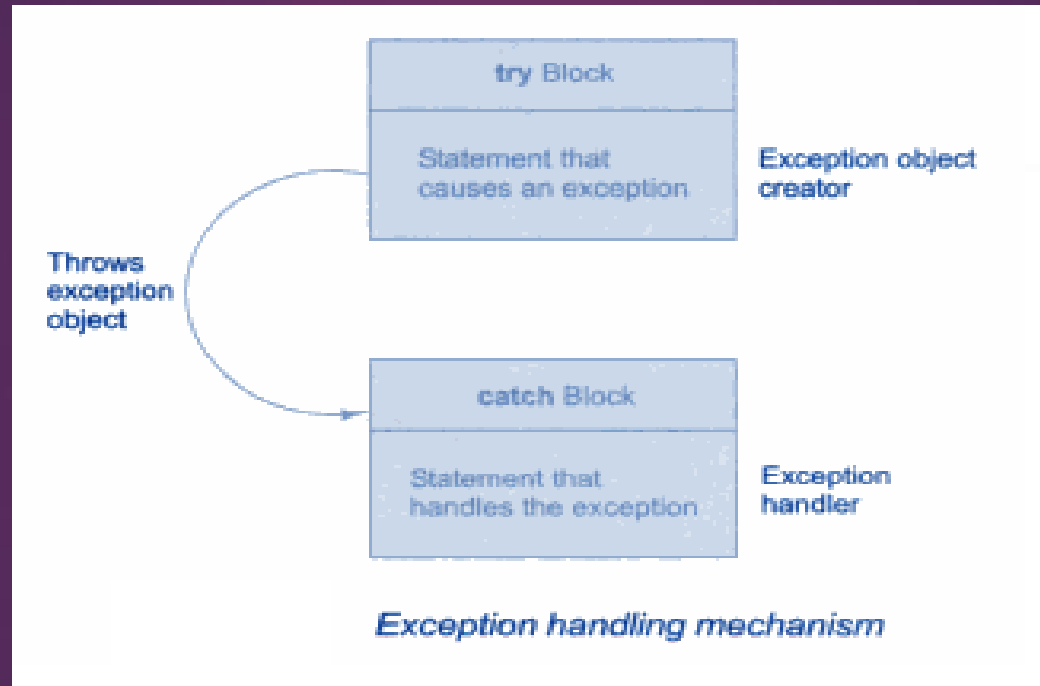 try Block
Statement that
causes an exception
Exception object
creator
Throws
exception
object
catch Block
Statement that
handles the exception
Exception
handler
Exception handling mechanism